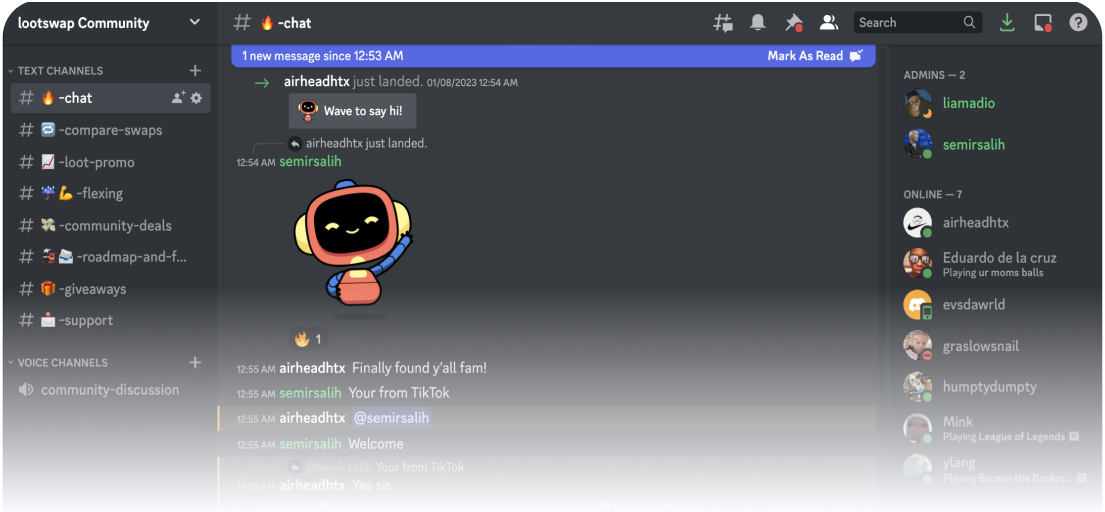 lootswap Community
-chat
Search
TEXT CHANNELS
-chat
-compare-swaps
-loot-promo
-flexing
-community-deals
-roadmap-and-f...
-giveaways
-support
VOICE CHANNELS
community-discussion
1 new message since 12:53 AM Mark As Read
airheadhtx just landed. 01/08/2023 12:54 AM
Wave to say hi!
airheadhtx just landed.
12:54 AM semirsalih
1
12:55 AM airheadhtx Finally found y'all fam!
12:55 AM semirsalih Your from TikTok
12:55 AM airheadhtx @semirsalih
12:55 AM semirsalih Welcome
@semirsalih Your from TikTok
12:55 AM airheadhtx Yes sir
ADMINS — 2
liamadio
semirsalih
ONLINE — 7
airheadhtx
Eduardo de la cruz
Playing ur moms balls
evsdawrld
graslowsnail
humptydumpty
Mink
Playing League of Legends
ylang
Playing Escape the Backro...